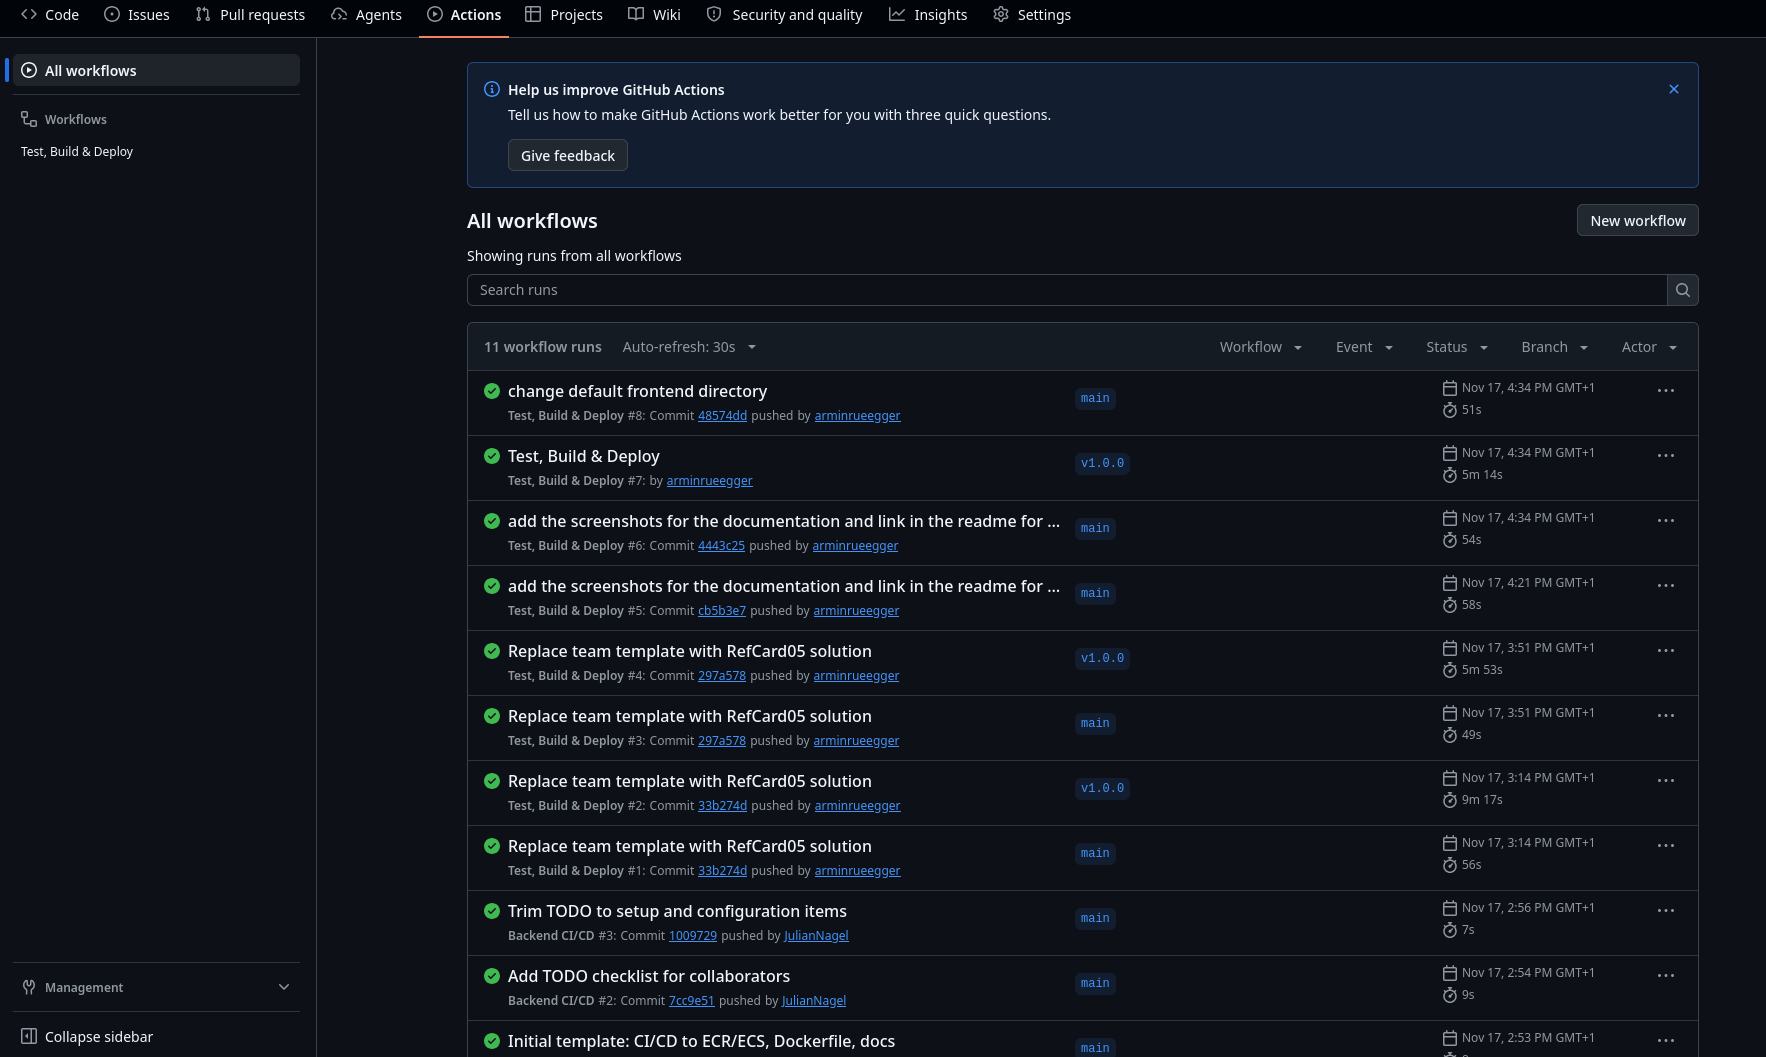 Code Issues Pull requests Agents Actions Projects Wiki Security and quality Insights Settings
All workflows
Workflows
Test, Build & Deploy
Management
Collapse sidebar
Help us improve GitHub Actions
Tell us how to make GitHub Actions work better for you with three quick questions.
Give feedback
All workflows
New workflow
Showing runs from all workflows
Search runs
11 workflow runs Auto-refresh: 30s Workflow Event Status Branch Actor
change default frontend directory
main
Nov 17, 4:34 PM GMT+1
Test, Build & Deploy #8: Commit 48574dd pushed by arminrueegger
51s
Test, Build & Deploy
v1.0.0
Nov 17, 4:34 PM GMT+1
Test, Build & Deploy #7: by arminrueegger
5m 14s
add the screenshots for the documentation and link in the readme for ...
main
Nov 17, 4:34 PM GMT+1
Test, Build & Deploy #6: Commit 4443c25 pushed by arminrueegger
54s
add the screenshots for the documentation and link in the readme for ...
main
Nov 17, 4:21 PM GMT+1
Test, Build & Deploy #5: Commit cb5b3e7 pushed by arminrueegger
58s
Replace team template with RefCard05 solution
v1.0.0
Nov 17, 3:51 PM GMT+1
Test, Build & Deploy #4: Commit 297a578 pushed by arminrueegger
5m 53s
Replace team template with RefCard05 solution
main
Nov 17, 3:51 PM GMT+1
Test, Build & Deploy #3: Commit 297a578 pushed by arminrueegger
49s
Replace team template with RefCard05 solution
v1.0.0
Nov 17, 3:14 PM GMT+1
Test, Build & Deploy #2: Commit 33b274d pushed by arminrueegger
9m 17s
Replace team template with RefCard05 solution
main
Nov 17, 3:14 PM GMT+1
Test, Build & Deploy #1: Commit 33b274d pushed by arminrueegger
56s
Trim TODO to setup and configuration items
main
Nov 17, 2:56 PM GMT+1
Backend CI/CD #3: Commit 1009729 pushed by JulianNagel
7s
Add TODO checklist for collaborators
main
Nov 17, 2:54 PM GMT+1
Backend CI/CD #2: Commit 7cc9e51 pushed by JulianNagel
9s
Initial template: CI/CD to ECR/ECS, Dockerfile, docs
main
Nov 17, 2:53 PM GMT+1